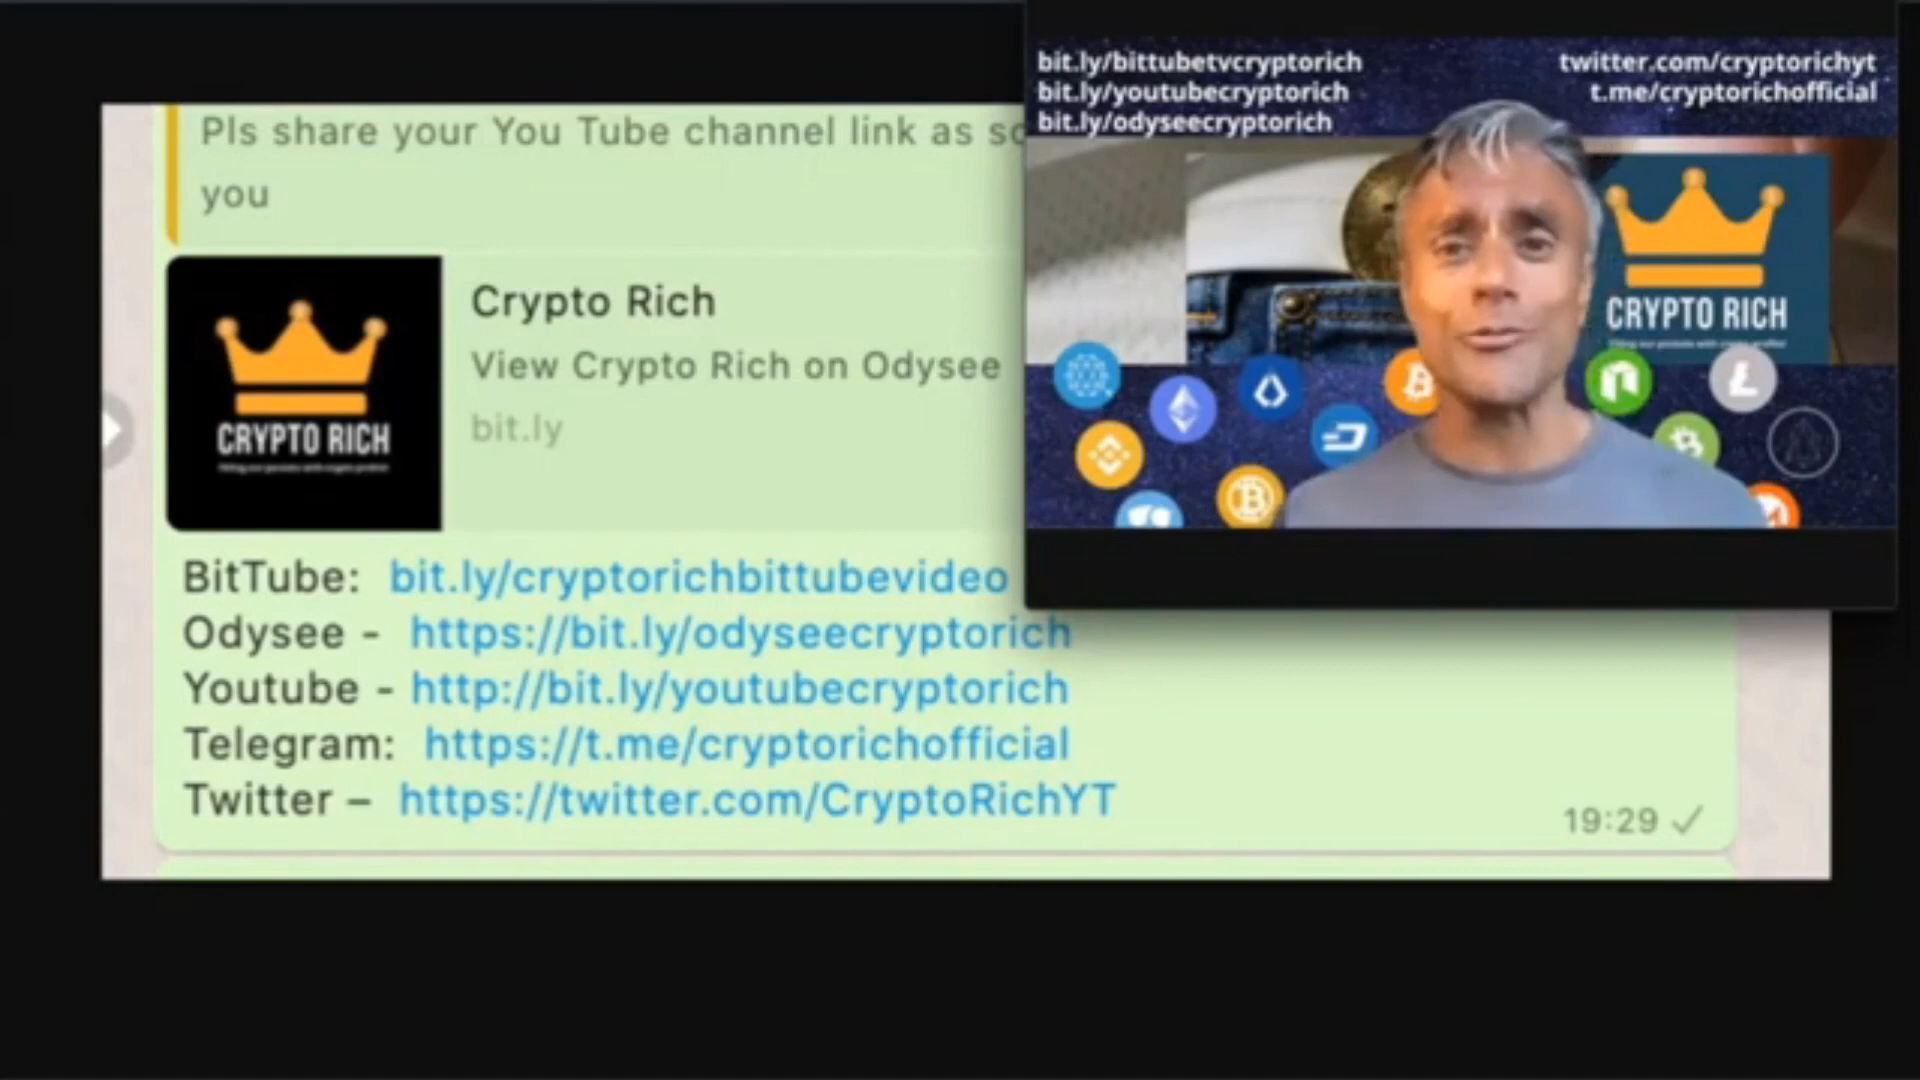 bit.ly/bittubetvcryptorich
bit.ly/youtubecryptorich
bit.ly/odyseecryptorich
twitter.com/cryptorichyt
t.me/cryptorichofficial
CRYPTO RICH
Pls share your You Tube channel link as
you
Crypto Rich
View Crypto Rich on Odysee
bit.ly
CRYPTO RICH
BitTube: bit.ly/cryptorichbittubevideo
Odysee - https://bit.ly/odyseecryptorich
Youtube - http://bit.ly/youtubecryptorich
Telegram: https://t.me/cryptorichofficial
Twitter – https://twitter.com/CryptoRichYT
19:29